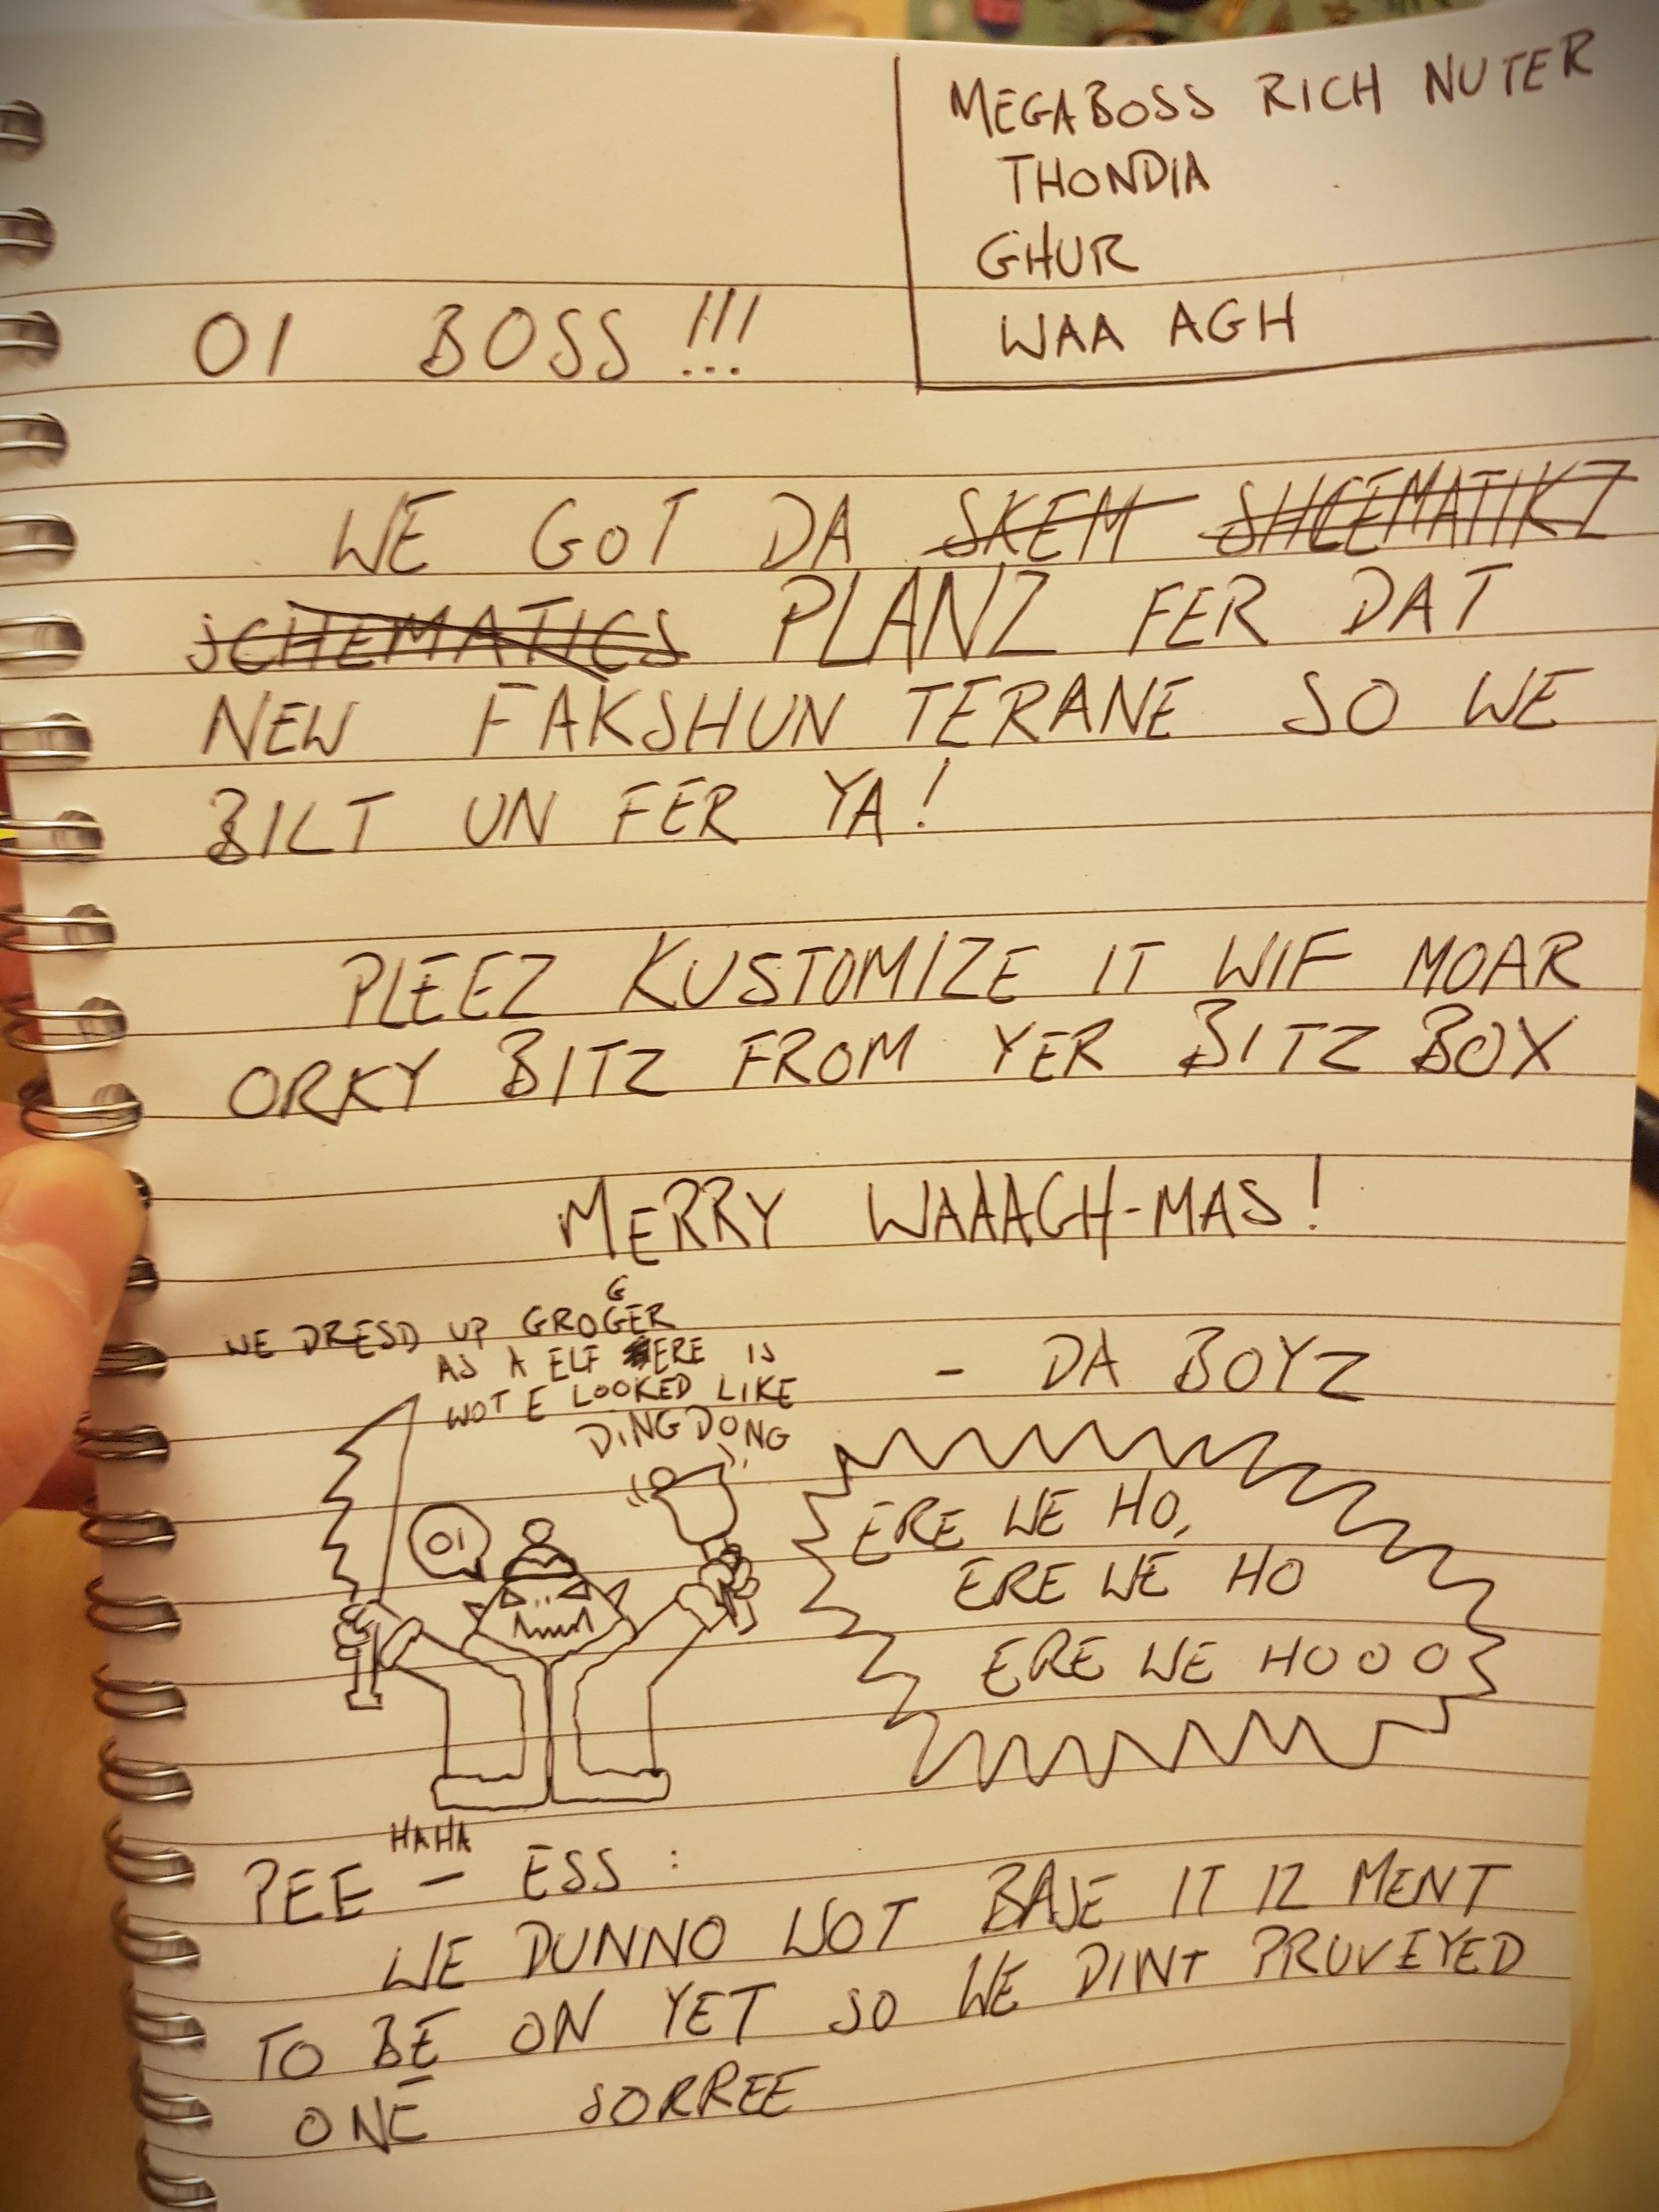 MEGABOSS RICH NUTER
THONDIA
GHUR
WAA AGH
OI BOSS!!!
WE GOT DA SKEM SHCEMATIKZ
SCHEMATICS PLANZ FER DAT
NEW FAKSHUN TERANE SO WE
BILT UN FER YA!
PLEEZ KUSTOMIZE IT WIF MOAR
ORKY BITZ FROM YER BITZ BOX
MERRY WAAAGH-MAS!
G
WE DRESD UP GROGER
AS A ELF ERE IS
WOT E LOOKED LIKE
- DA BOYZ
DING DONG
OI
ERE WE HO,
ERE WE HO
ERE WE HOOO
HAHA
PEE - ESS:
WE DUNNO WOT BASE IT IZ MENT
TO BE ON YET SO WE DINT PRUVEYED
ONE SORREE